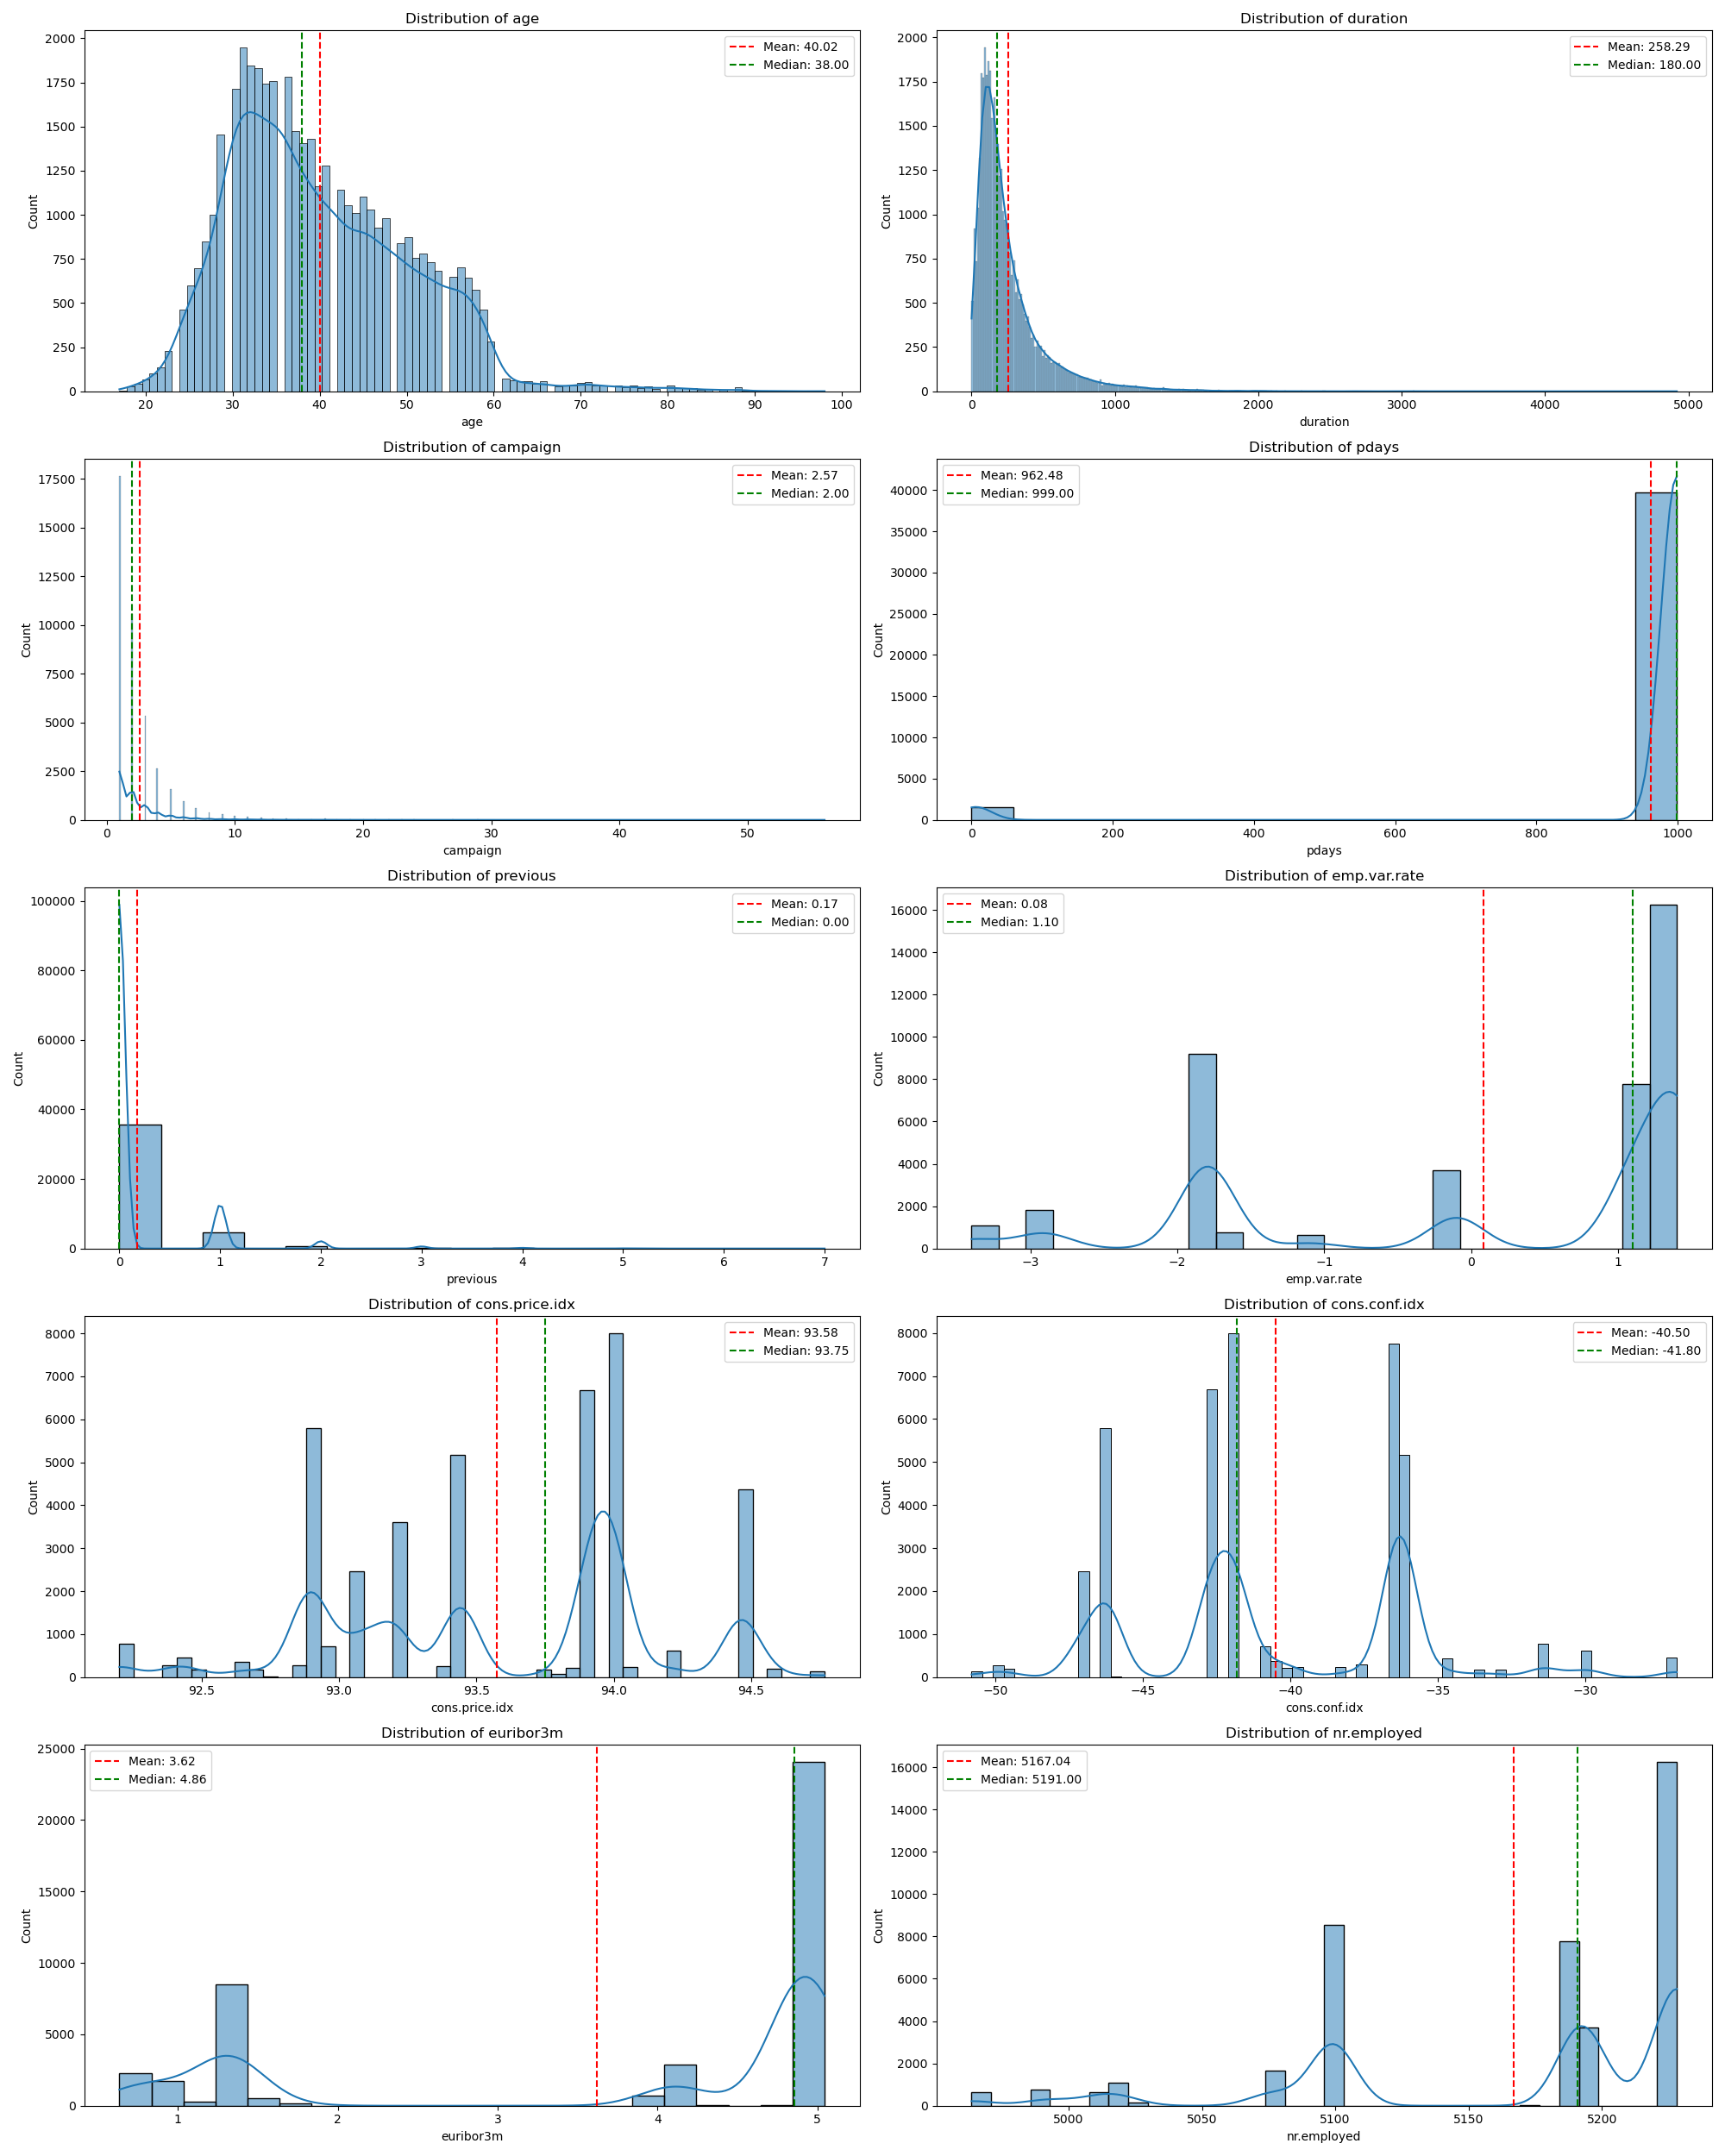 Distribution of age
Mean: 40.02
Median: 38.00
Count
2000
1750
1500
1250
1000
750
500
250
0
20 30 40 50 60 70 80 90 100
age
Distribution of duration
Mean: 258.29
Median: 180.00
Count
2000
1750
1500
1250
1000
750
500
250
0
0 1000 2000 3000 4000 5000
duration
Distribution of campaign
Mean: 2.57
Median: 2.00
Count
17500
15000
12500
10000
7500
5000
2500
0
0 10 20 30 40 50
campaign
Distribution of pdays
Mean: 962.48
Median: 999.00
Count
40000
35000
30000
25000
20000
15000
10000
5000
0
0 200 400 600 800 1000
pdays
Distribution of previous
Mean: 0.17
Median: 0.00
Count
100000
80000
60000
40000
20000
0
0 1 2 3 4 5 6 7
previous
Distribution of emp.var.rate
Mean: 0.08
Median: 1.10
Count
16000
14000
12000
10000
8000
6000
4000
2000
0
−3 −2 −1 0 1
emp.var.rate
Distribution of cons.price.idx
Mean: 93.58
Median: 93.75
Count
8000
7000
6000
5000
4000
3000
2000
1000
0
92.5 93.0 93.5 94.0 94.5
cons.price.idx
Distribution of cons.conf.idx
Mean: -40.50
Median: -41.80
Count
8000
7000
6000
5000
4000
3000
2000
1000
0
−50 −45 −40 −35 −30
cons.conf.idx
Distribution of euribor3m
Mean: 3.62
Median: 4.86
Count
25000
20000
15000
10000
5000
0
1 2 3 4 5
euribor3m
Distribution of nr.employed
Mean: 5167.04
Median: 5191.00
Count
16000
14000
12000
10000
8000
6000
4000
2000
0
5000 5050 5100 5150 5200
nr.employed